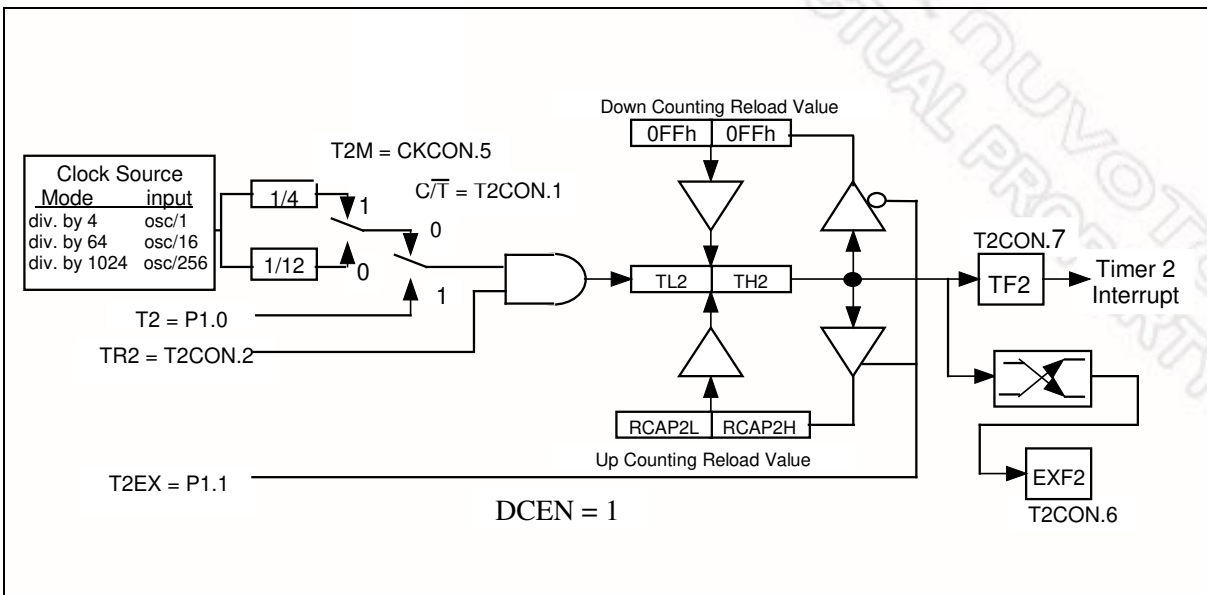 Down Counting Reload Value
0FFh 0FFh
T2M = CKCON.5
C/T̅ = T2CON.1
Clock Source
Mode input
div. by 4 osc/1
div. by 64 osc/16
div. by 1024 osc/256
1/4
1
0
1/12
0
1
T2 = P1.0
TR2 = T2CON.2
TL2 TH2
T2CON.7
TF2
Timer 2
Interrupt
RCAP2L RCAP2H
Up Counting Reload Value
T2EX = P1.1
DCEN = 1
EXF2
T2CON.6
nuvoTo
CTUAL PROPERTY